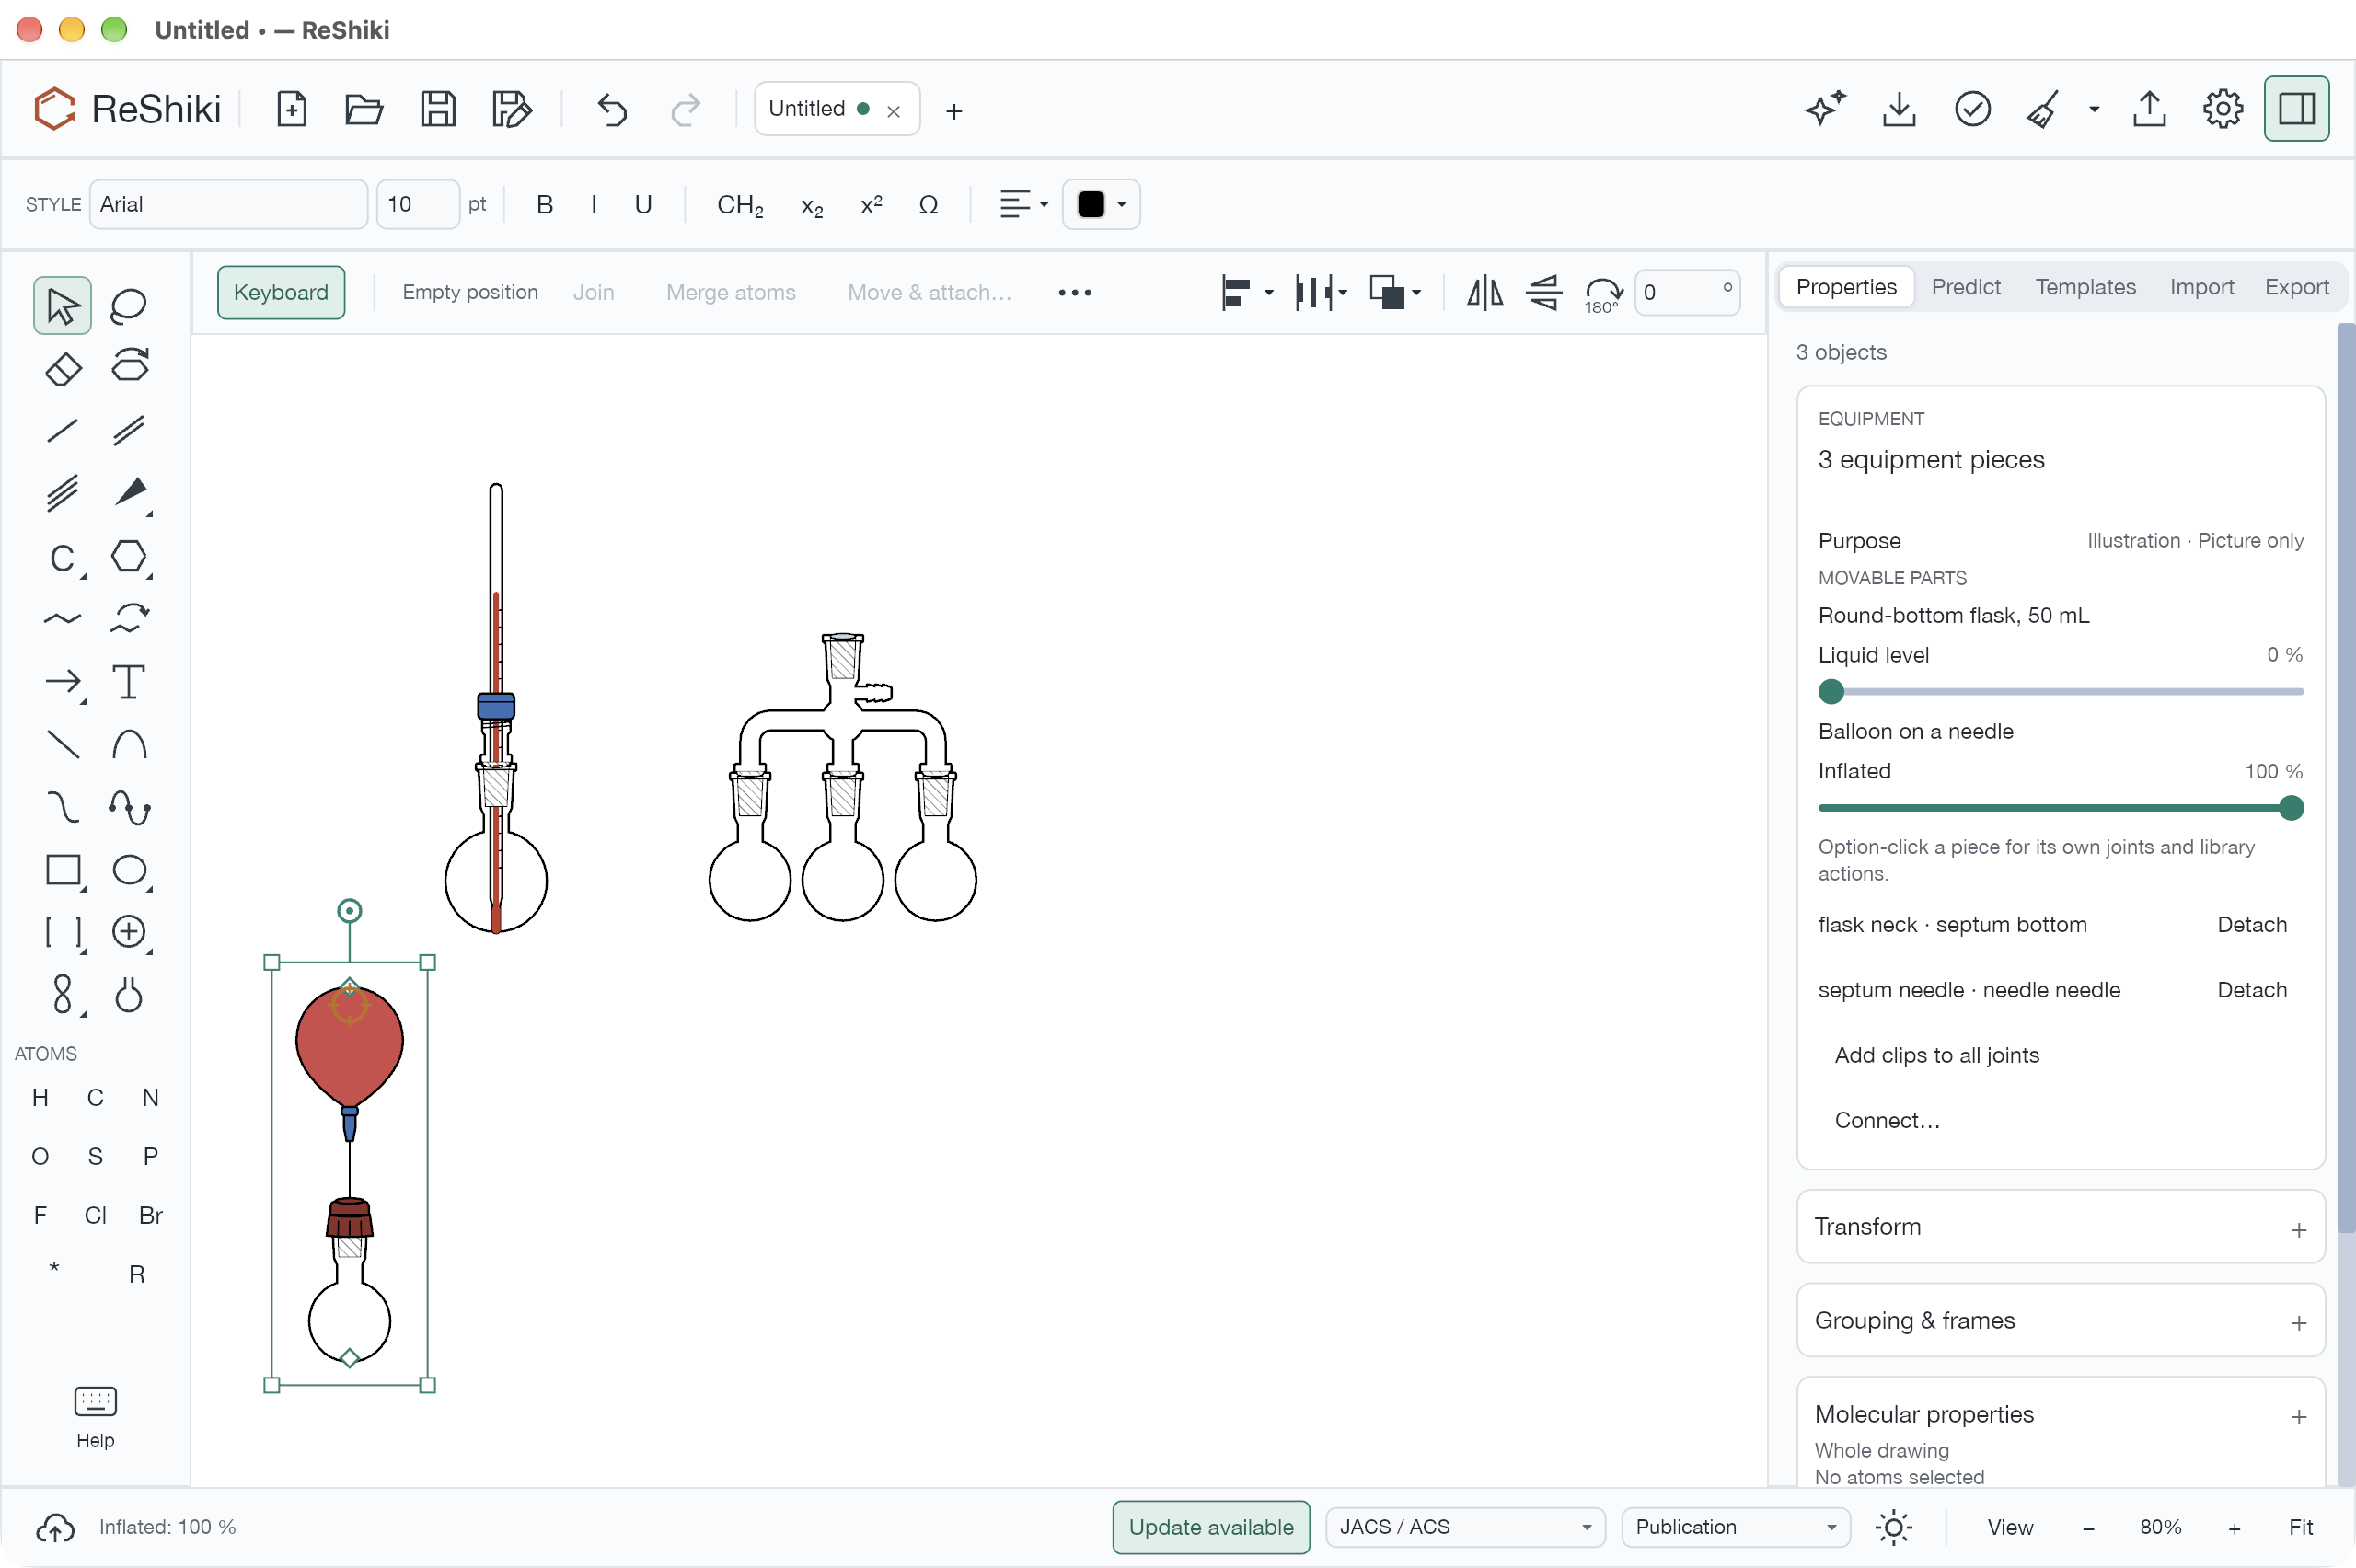 Untitled • — ReShiki
ReShiki
Untitled
STYLE Arial 10 pt B I U CH₂ x₂ x² Ω
Keyboard Empty position Join Merge atoms Move & attach… 180° 0 °
Properties Predict Templates Import Export
3 objects
EQUIPMENT
3 equipment pieces
Purpose Illustration · Picture only
MOVABLE PARTS
Round-bottom flask, 50 mL
Liquid level 0 %
Balloon on a needle
Inflated 100 %
Option-click a piece for its own joints and library
actions.
flask neck · septum bottom Detach
septum needle · needle needle Detach
Add clips to all joints
Connect…
Transform +
Grouping & frames +
Molecular properties +
Whole drawing
No atoms selected
C
T
[ ]
ATOMS
H C N
O S P
F Cl Br
* R
Help
Inflated: 100 %
Update available JACS / ACS Publication View – 80% + Fit